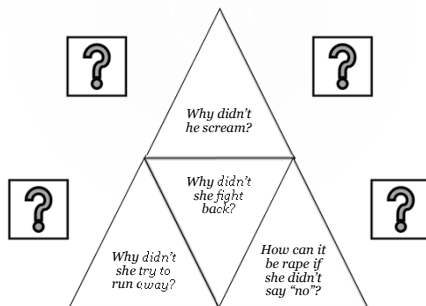 Why didn't
he scream?
Why didn't
she fight
back?
Why didn't
she try to
run away?
How can it
be rape if
she didn't
say "no"?